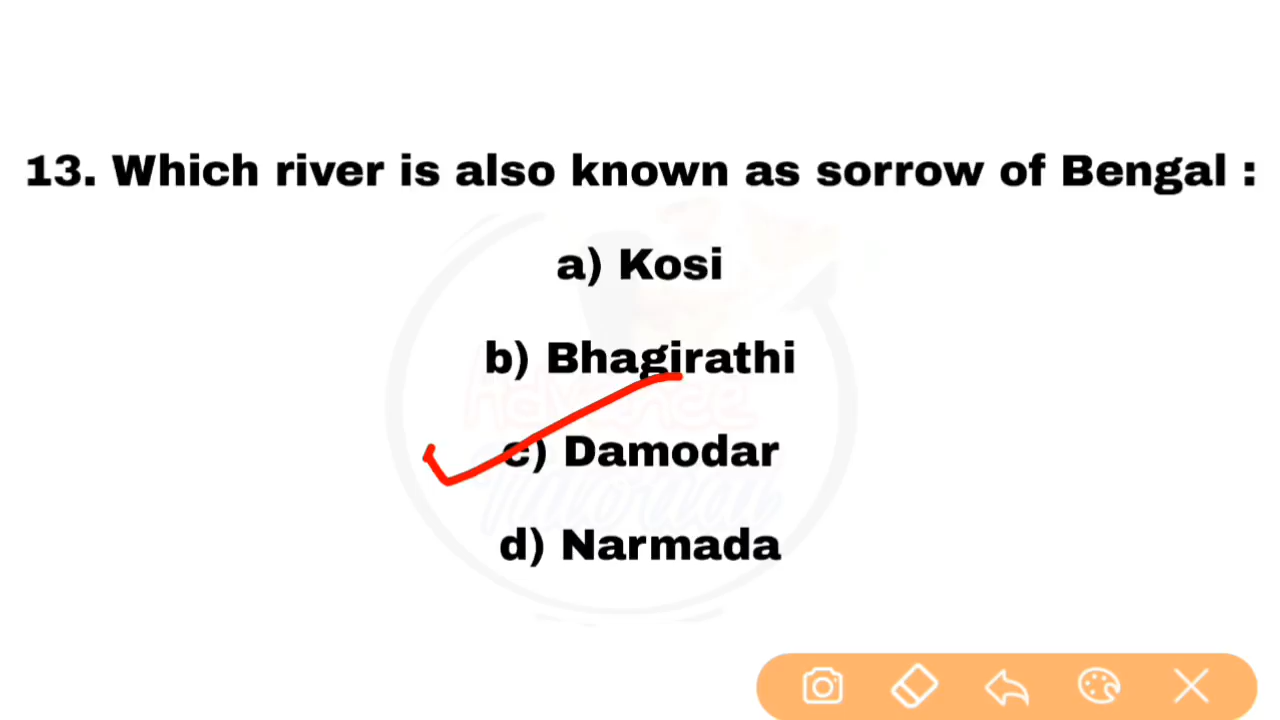 13. Which river is also known as sorrow of Bengal :
a) Kosi
b) Bhagirathi
c) Damodar
d) Narmada